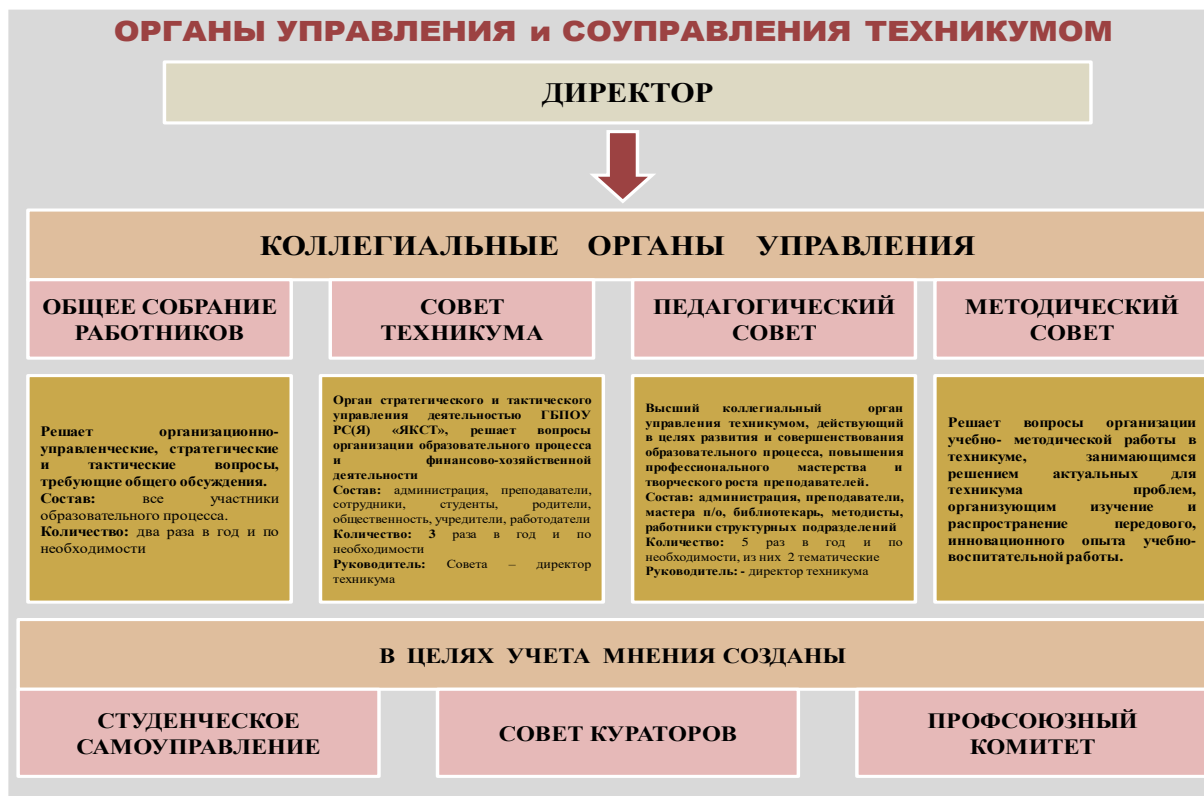 ОРГАНЫ УПРАВЛЕНИЯ и СОУПРАВЛЕНИЯ ТЕХНИКУМОМ
ДИРЕКТОР
КОЛЛЕГИАЛЬНЫЕ ОРГАНЫ УПРАВЛЕНИЯ
ОБЩЕЕ СОБРАНИЕ
РАБОТНИКОВ
СОВЕТ
ТЕХНИКУМА
ПЕДАГОГИЧЕСКИЙ
СОВЕТ
МЕТОДИЧЕСКИЙ
СОВЕТ
Решает организационно-
управленческие, стратегические
и тактические вопросы,
требующие общего обсуждения.
Состав: все участники
образовательного процесса.
Количество: два раза в год и по
необходимости
Орган стратегического и тактического
управления деятельностью ГБПОУ
РС(Я) «ЯКСТ», решает вопросы
организации образовательного процесса
и финансово-хозяйственной
деятельности
Состав: администрация, преподаватели,
сотрудники, студенты, родители,
общественность, учредители, работодатели
Количество: 3 раза в год и по
необходимости
Руководитель: Совета – директор
техникума
Высший коллегиальный орган
управления техникумом, действующий
в целях развития и совершенствования
образовательного процесса, повышения
профессионального мастерства и
творческого роста преподавателей.
Состав: администрация, преподаватели,
мастера п/о, библиотекарь, методисты,
работники структурных подразделений
Количество: 5 раз в год и по
необходимости, из них 2 тематические
Руководитель: - директор техникума
Решает вопросы организации
учебно- методической работы в
техникуме, занимающимся
решением актуальных для
техникума проблем,
организующим изучение и
распространение передового,
инновационного опыта учебно-
воспитательной работы.
В ЦЕЛЯХ УЧЕТА МНЕНИЯ СОЗДАНЫ
СТУДЕНЧЕСКОЕ
САМОУПРАВЛЕНИЕ
СОВЕТ КУРАТОРОВ
ПРОФСОЮЗНЫЙ
КОМИТЕТ